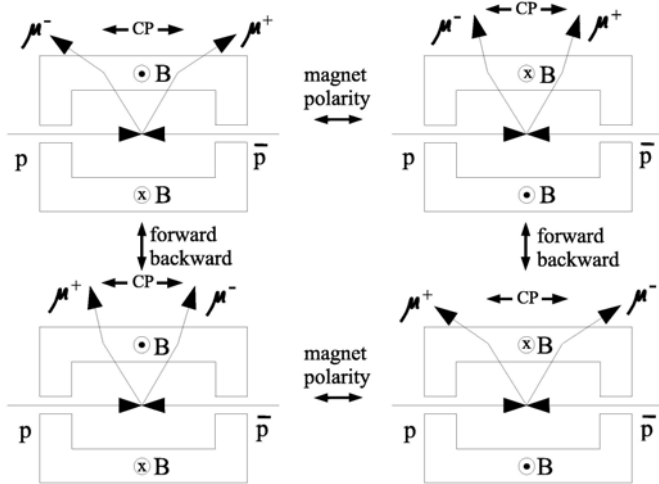 μ⁻ CP μ⁺
μ⁻ CP μ⁺
B
magnet
polarity
x B
p p̄
x B
p p̄
B
forward
backward
forward
backward
μ⁺ CP μ⁻
μ⁺ CP μ⁻
B
magnet
polarity
x B
p p̄
x B
p p̄
B